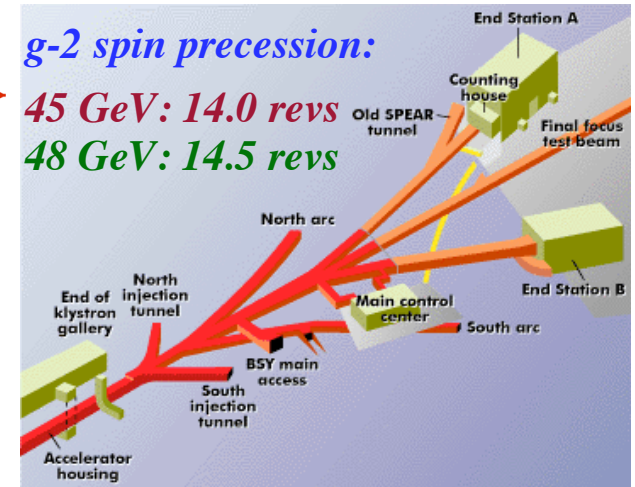 g-2 spin precession:
45 GeV: 14.0 revs
48 GeV: 14.5 revs
End Station A
Counting
house
Old SPEAR
tunnel
Final focus
test beam
North arc
North
injection
tunnel
End of
klystron
gallery
Main control
center
End Station B
South arc
BSY main
access
South
injection
tunnel
Accelerator
housing